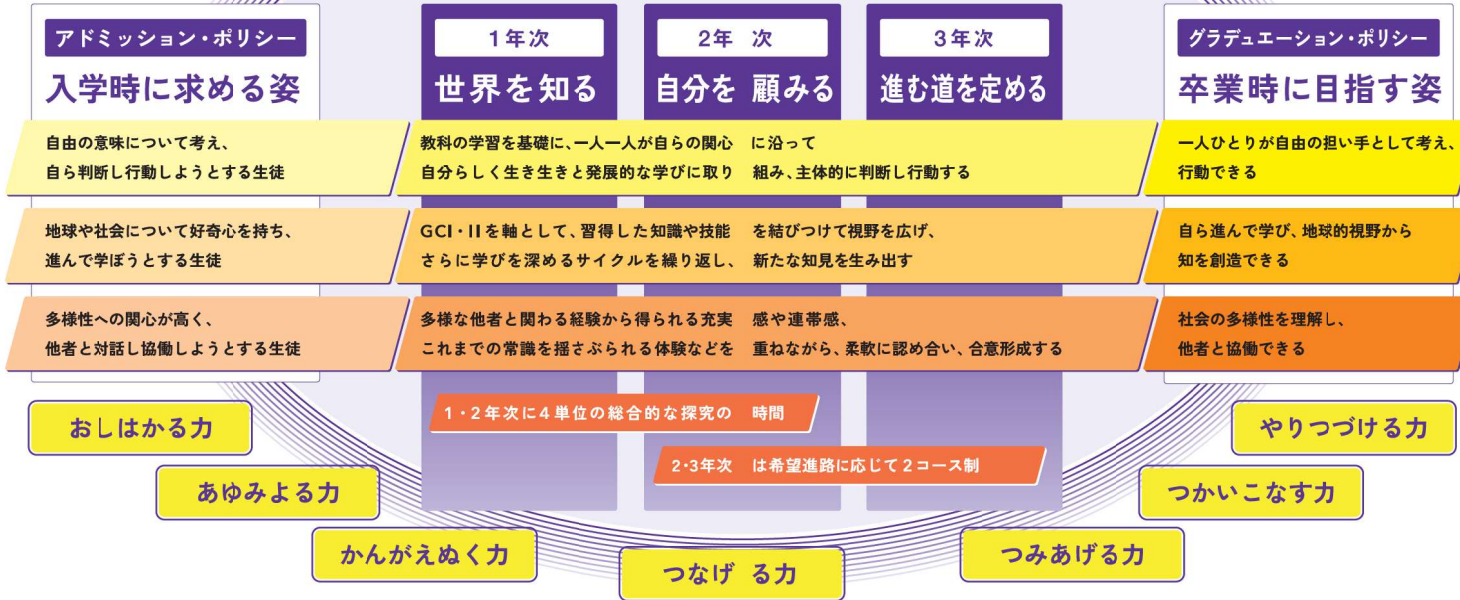 アドミッション・ポリシー
入学時に求める姿
自由の意味について考え、
自ら判断し行動しようとする生徒
地球や社会について好奇心を持ち、
進んで学ぼうとする生徒
多様性への関心が高く、
他者と対話し協働しようとする生徒
1年次
世界を知る
2年 次
自分を 顧みる
3年次
進む道を定める
教科の学習を基礎に、一人一人が自らの関心 に沿って
自分らしく生き生きと発展的な学びに取り 組み、主体的に判断し行動する
GCI・IIを軸として、習得した知識や技能 を結びつけて視野を広げ、
さらに学びを深めるサイクルを繰り返し、 新たな知見を生み出す
多様な他者と関わる経験から得られる充実 感や連帯感、
これまでの常識を揺さぶられる体験などを 重ねながら、柔軟に認め合い、合意形成する
1・2年次に4単位の総合的な探究の 時間
2・3年次 は希望進路に応じて2コース制
グラデュエーション・ポリシー
卒業時に目指す姿
一人ひとりが自由の担い手として考え、
行動できる
自ら進んで学び、地球的視野から
知を創造できる
社会の多様性を理解し、
他者と協働できる
おしはかる力
あゆみよる力
かんがえぬく力
つなげ る力
つみあげる力
つかいこなす力
やりつづける力